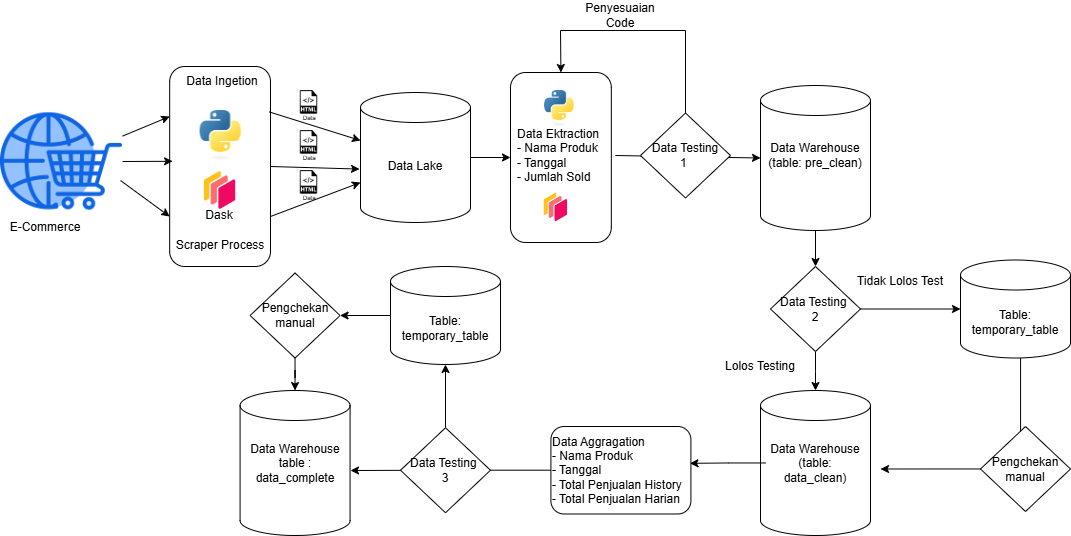 Penyesuaian
Code
Data Ingetion
</>
HTML
Data
</>
HTML
Data
</>
HTML
Data
Dask
Scraper Process
E-Commerce
Data Lake
Data Ektraction
- Nama Produk
- Tanggal
- Jumlah Sold
Data Testing
1
Data Warehouse
(table: pre_clean)
Data Testing
2
Tidak Lolos Test
Table:
temporary_table
Lolos Testing
Pengchekan
manual
Data Warehouse
(table:
data_clean)
Data Aggragation
- Nama Produk
- Tanggal
- Total Penjualan History
- Total Penjualan Harian
Data Testing
3
Table:
temporary_table
Pengchekan
manual
Data Warehouse
table :
data_complete